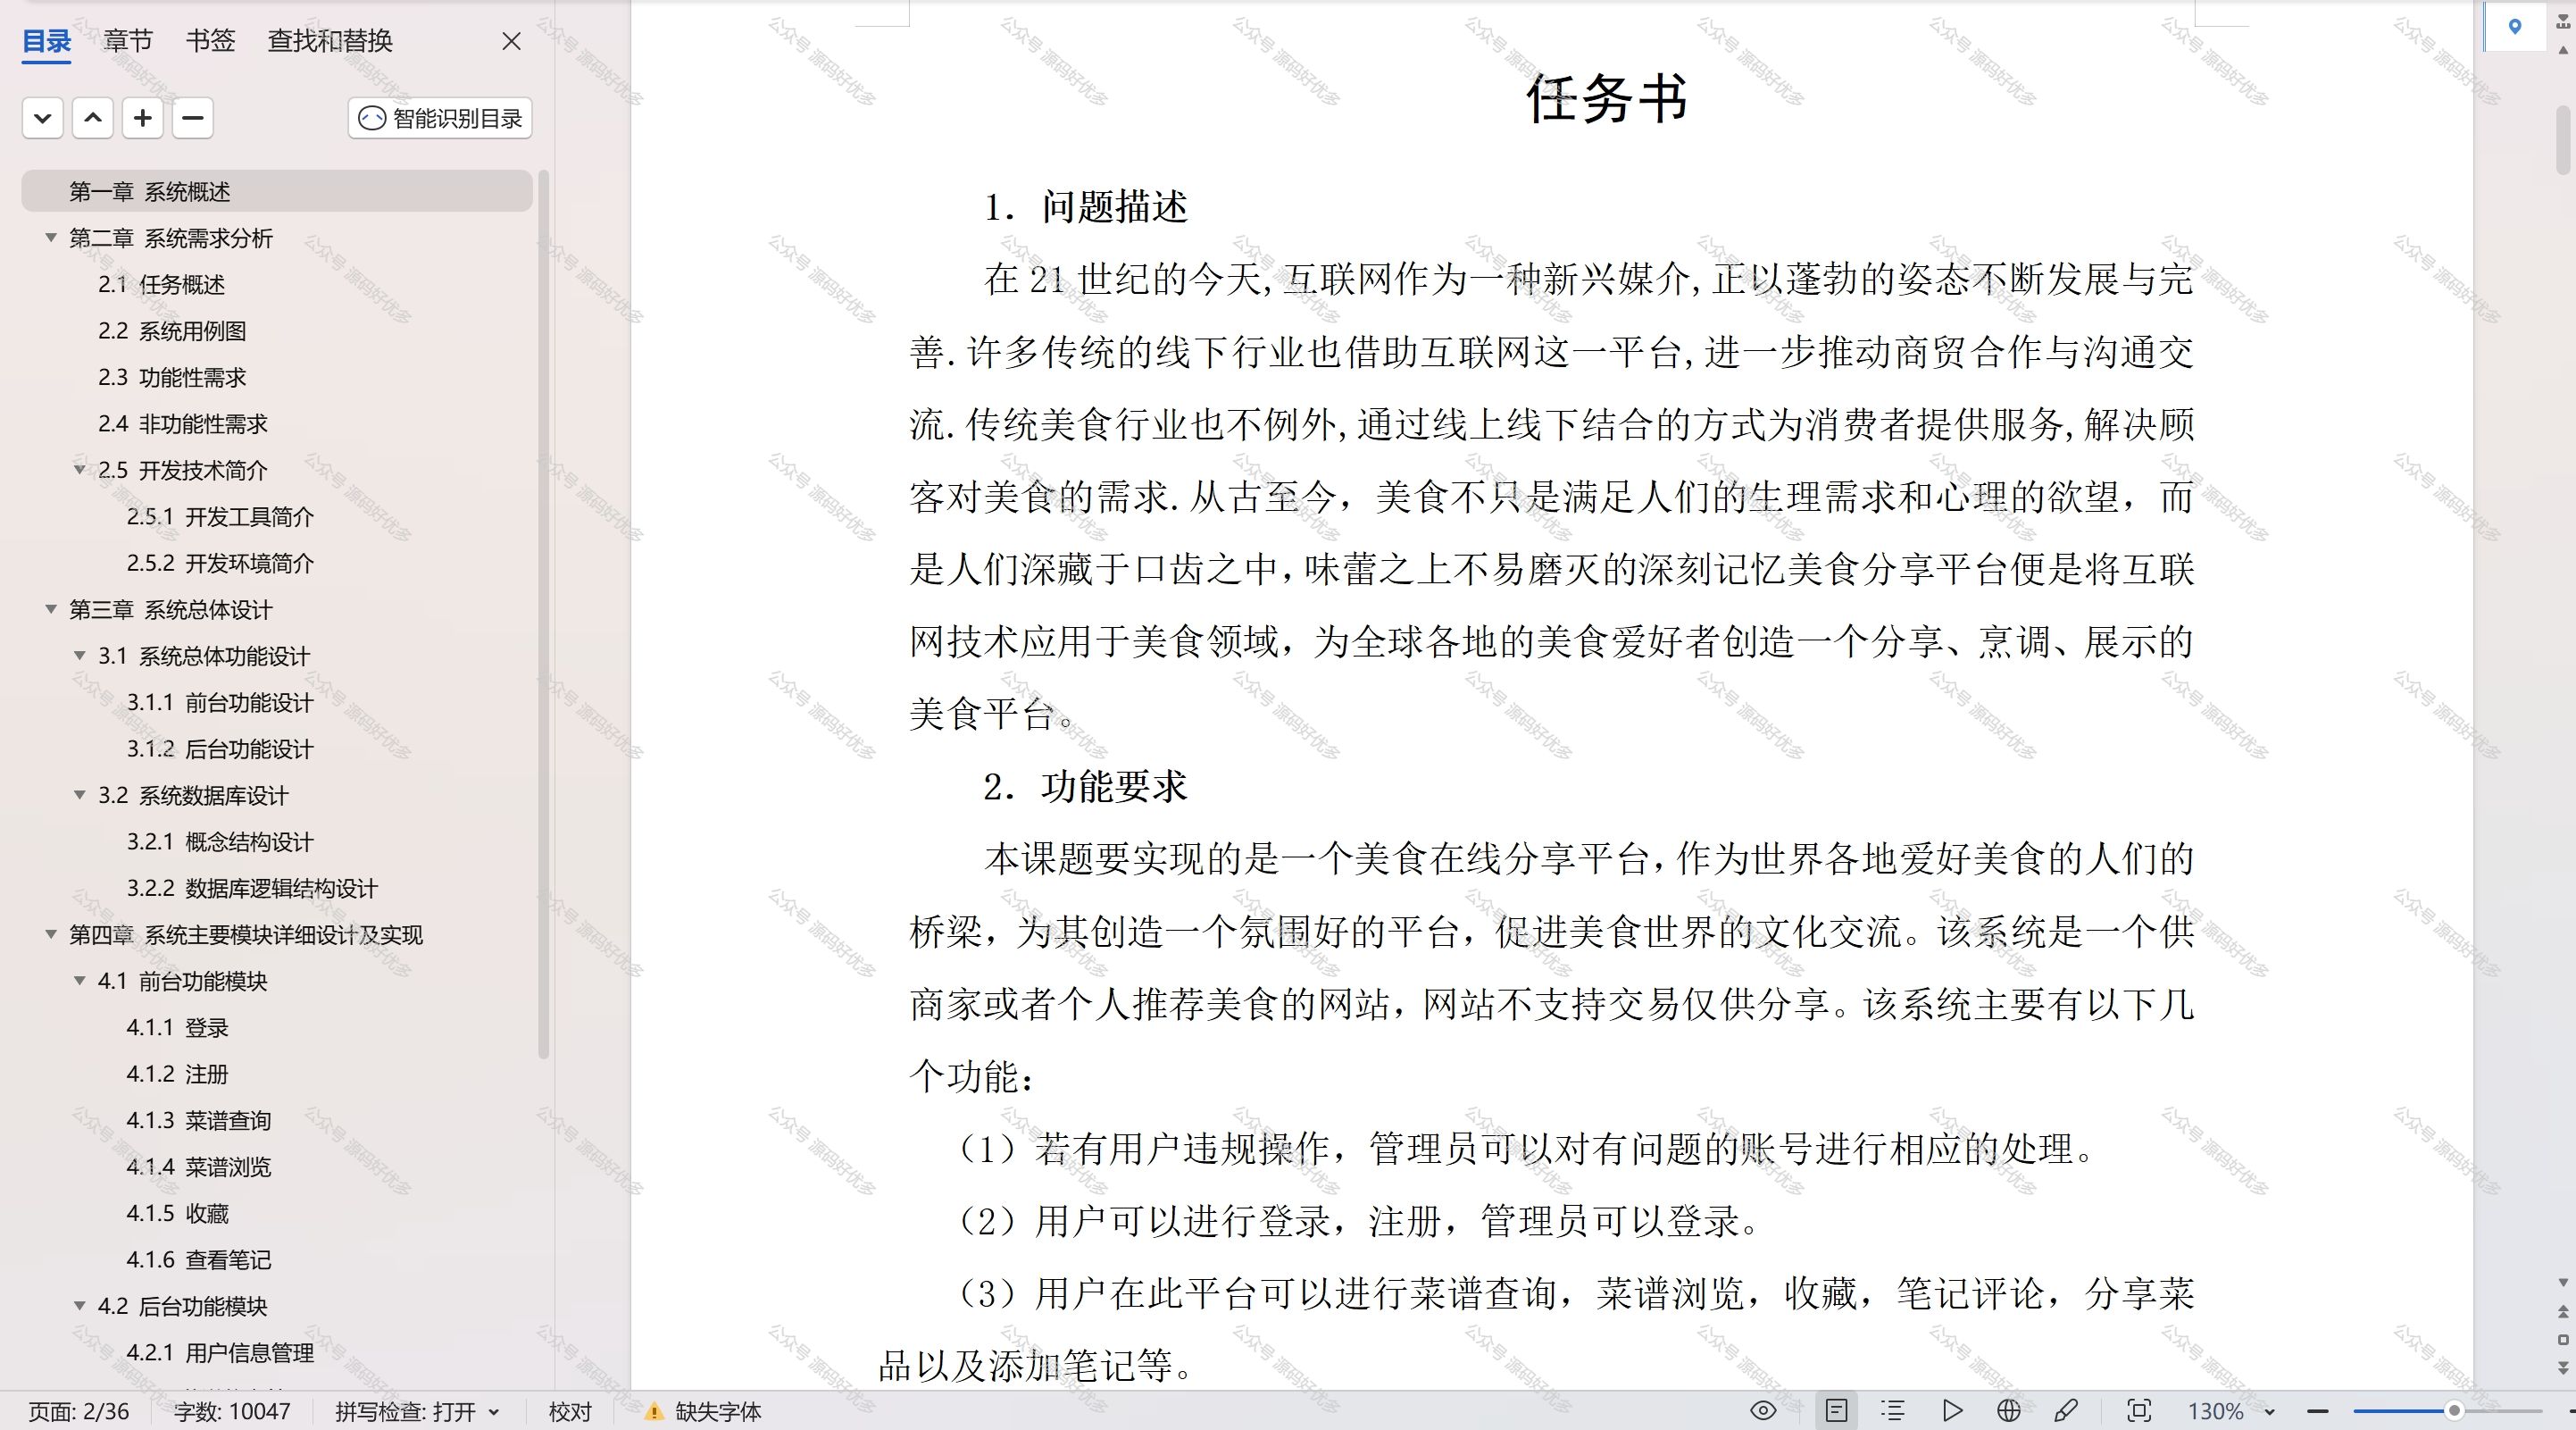 目录 章节 书签 查找和替换
智能识别目录
第一章 系统概述
第二章 系统需求分析
2.1 任务概述
2.2 系统用例图
2.3 功能性需求
2.4 非功能性需求
2.5 开发技术简介
2.5.1 开发工具简介
2.5.2 开发环境简介
第三章 系统总体设计
3.1 系统总体功能设计
3.1.1 前台功能设计
3.1.2 后台功能设计
3.2 系统数据库设计
3.2.1 概念结构设计
3.2.2 数据库逻辑结构设计
第四章 系统主要模块详细设计及实现
4.1 前台功能模块
4.1.1 登录
4.1.2 注册
4.1.3 菜谱查询
4.1.4 菜谱浏览
4.1.5 收藏
4.1.6 查看笔记
4.2 后台功能模块
4.2.1 用户信息管理
任务书
1. 问题描述
在 21 世纪的今天,互联网作为一种新兴媒介,正以蓬勃的姿态不断发展与完
善.许多传统的线下行业也借助互联网这一平台,进一步推动商贸合作与沟通交
流.传统美食行业也不例外,通过线上线下结合的方式为消费者提供服务,解决顾
客对美食的需求.从古至今，美食不只是满足人们的生理需求和心理的欲望，而
是人们深藏于口齿之中，味蕾之上不易磨灭的深刻记忆美食分享平台便是将互联
网技术应用于美食领域，为全球各地的美食爱好者创造一个分享、烹调、展示的
美食平台。
2. 功能要求
本课题要实现的是一个美食在线分享平台，作为世界各地爱好美食的人们的
桥梁，为其创造一个氛围好的平台，促进美食世界的文化交流。该系统是一个供
商家或者个人推荐美食的网站，网站不支持交易仅供分享。该系统主要有以下几
个功能：
（1）若有用户违规操作，管理员可以对有问题的账号进行相应的处理。
（2）用户可以进行登录，注册，管理员可以登录。
（3）用户在此平台可以进行菜谱查询，菜谱浏览，收藏，笔记评论，分享菜
品以及添加笔记等。
页面: 2/36 字数: 10047 拼写检查: 打开 校对 缺失字体 130%
公众号 源码好优多